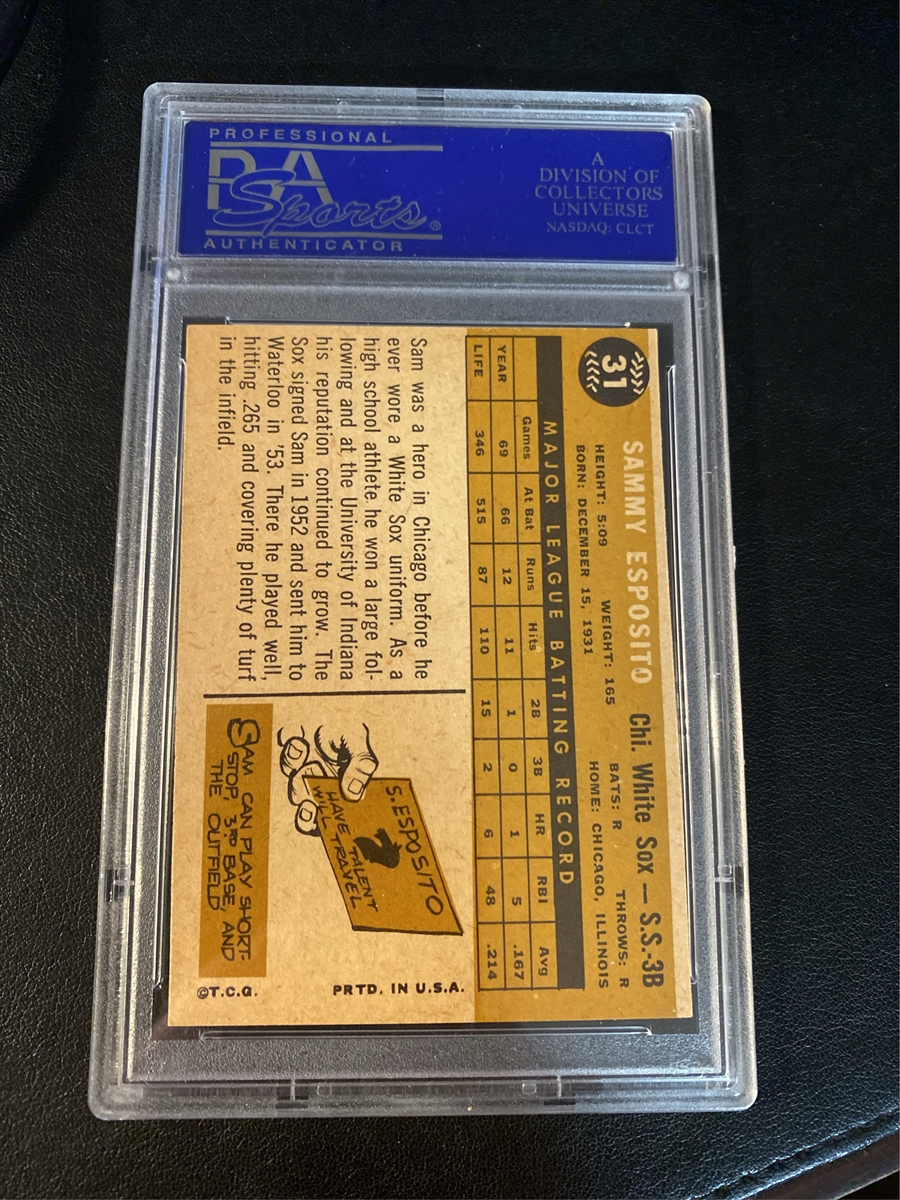 PROFESSIONAL
PSA
Sports®
AUTHENTICATOR
A
DIVISION OF
COLLECTORS
UNIVERSE
NASDAQ: CLCT
31
SAMMY ESPOSITO Chi. White Sox — S.S.-3B
HEIGHT: 5:09 WEIGHT: 165 BATS: R THROWS: R
BORN: DECEMBER 15, 1931 HOME: CHICAGO, ILLINOIS
MAJOR LEAGUE BATTING RECORD
Games At Bat Runs Hits 2B 3B HR RBI Avg
YEAR 69 66 12 11 1 0 1 5 .167
LIFE 346 515 87 110 15 2 6 48 .214
Sam was a hero in Chicago before he
ever wore a White Sox uniform. As a
high school athlete he won a large fol-
lowing and at the University of Indiana
his reputation continued to grow. The
Sox signed Sam in 1952 and sent him to
Waterloo in '53. There he played well,
hitting .265 and covering plenty of turf
in the infield.
S. ESPOSITO
HAVE TALENT
WILL TRAVEL
SAM CAN PLAY SHORT-
STOP, 3RD BASE, AND
THE OUTFIELD
PRTD. IN U.S.A.
©T.C.G.